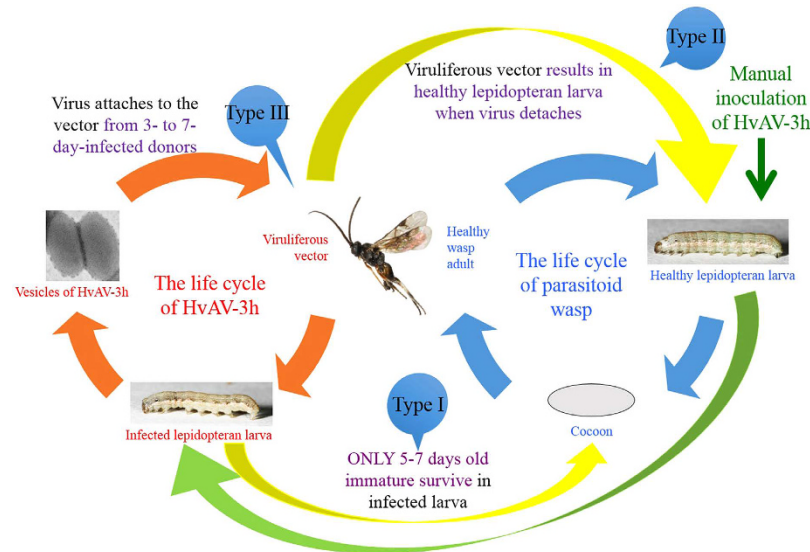 Type II
Type III
Viruliferous vector results in
healthy lepidopteran larva
when virus detaches
Manual
inoculation
of HvAV-3h
Virus attaches to the
vector from 3- to 7-
day-infected donors
Viruliferous
vector
Healthy
wasp
adult
Vesicles of HvAV-3h
The life cycle
of HvAV-3h
The life cycle
of parasitoid
wasp
Healthy lepidopteran larva
Infected lepidopteran larva
Type I
Cocoon
ONLY 5-7 days old
immature survive in
infected larva